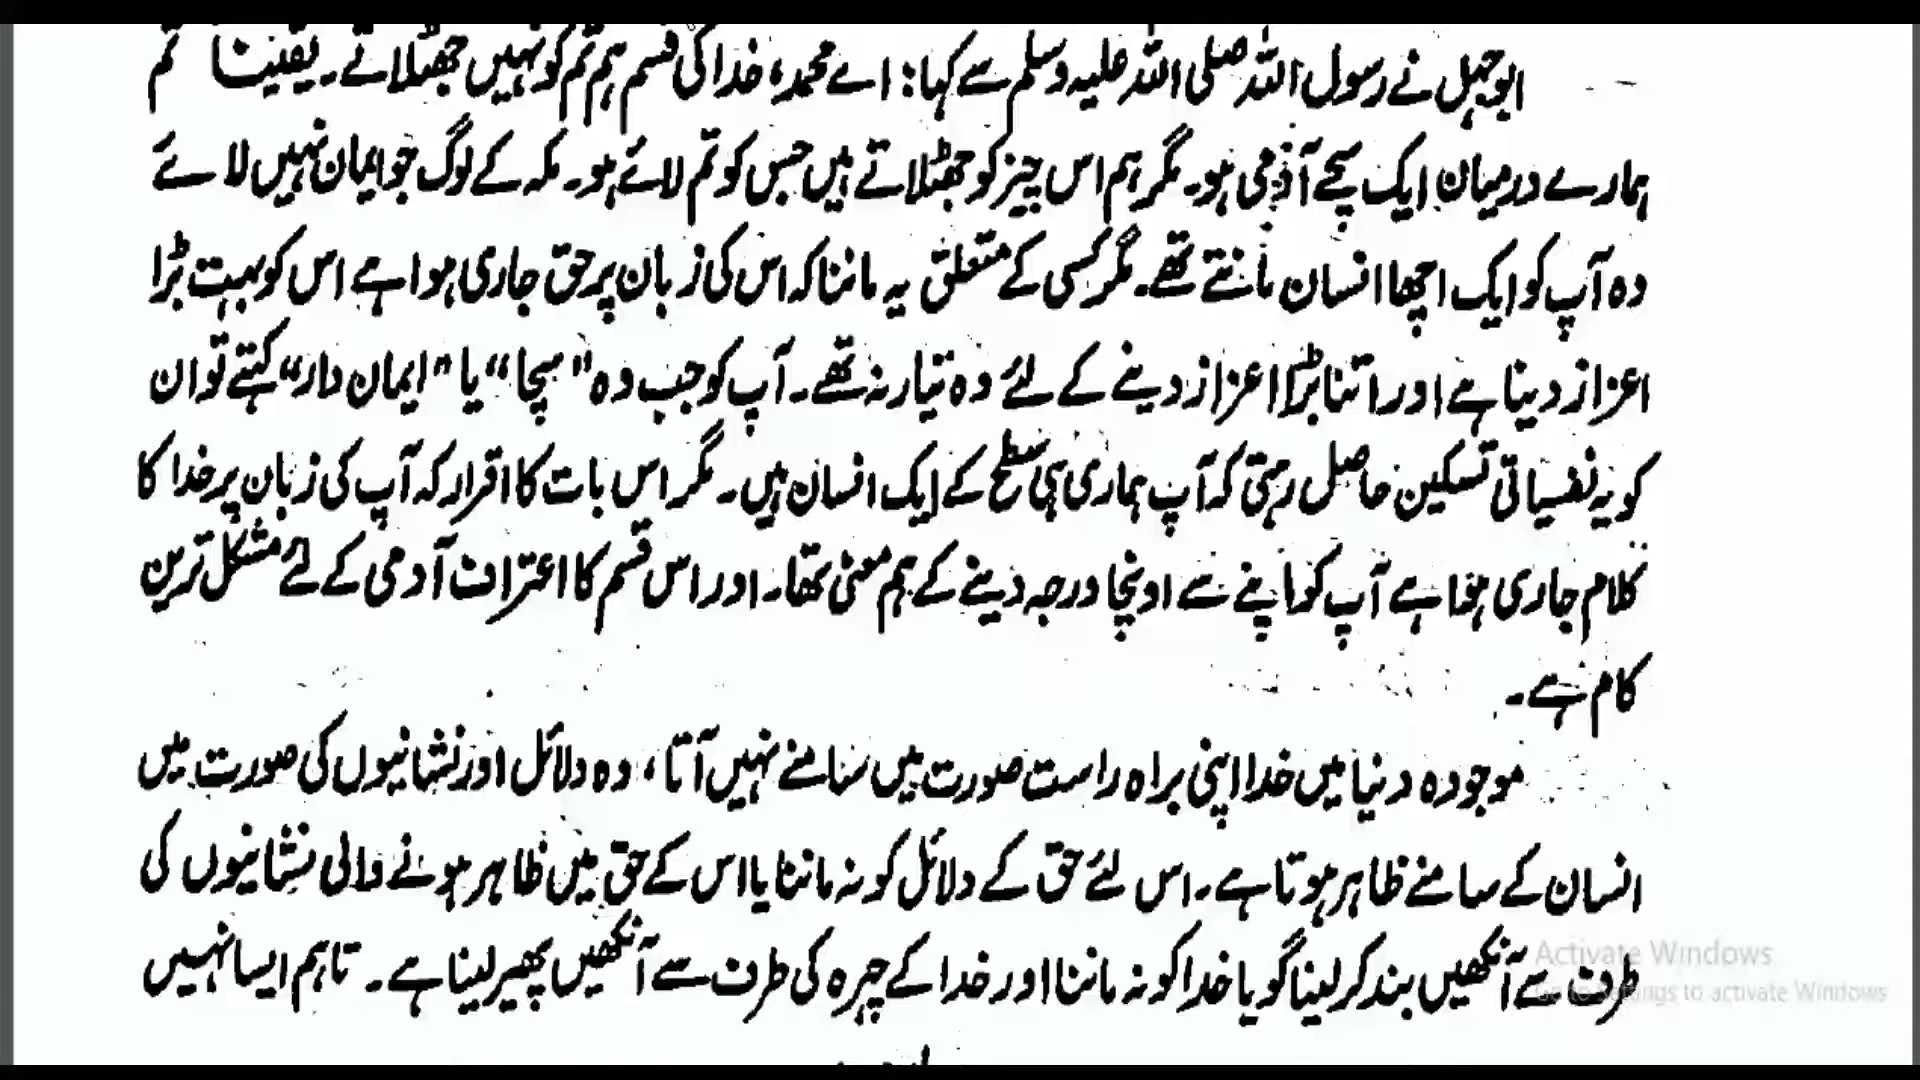 ابوجہل نے رسول اللہ صلی اللہ علیہ وسلم سے کہا: اے محمد، خدا کی قسم ہم تم کو نہیں جھٹلاتے۔ یقیناً تم
ہمارے درمیان ایک سچے آدمی ہو۔ مگر ہم اس چیز کو جھٹلاتے ہیں جس کو تم لائے ہو۔ مکہ کے لوگ جو ایمان نہیں لائے
وہ آپ کو ایک اچھا انسان مانتے تھے۔ مگر کسی کے متعلق یہ ماننا کہ اس کی زبان پر حق جاری ہوا ہے اس کو بہت بڑا
اعزاز دینا ہے اور اتنا بڑا اعزاز دینے کے لئے وہ تیار نہ تھے۔ آپ کو جب وہ "سچا" یا "ایمان دار" کہتے تو ان
کو یہ نفسیاتی تسکین حاصل رہتی کہ آپ ہماری ہی سطح کے ایک انسان ہیں۔ مگر اس بات کا اقرار کہ آپ کی زبان پر خدا کا
کلام جاری ہوا ہے آپ کو اپنے سے اونچا درجہ دینے کے ہم معنی تھا۔ اور اس قسم کا اعتراف آدمی کے لئے مشکل ترین
کام ہے۔
موجودہ دنیا میں خدا اپنی براہ راست صورت میں سامنے نہیں آتا، وہ دلائل اور نشانیوں کی صورت میں
انسان کے سامنے ظاہر ہوتا ہے۔ اس لئے حق کے دلائل کو نہ ماننا یا اس کے حق میں ظاہر ہونے والی نشانیوں کی
طرف سے آنکھیں بند کر لینا گویا خدا کو نہ ماننا اور خدا کے چہرہ کی طرف سے آنکھیں پھیر لینا ہے۔ تاہم ایسا نہیں
Activate Windows
Go to Settings to activate Windows